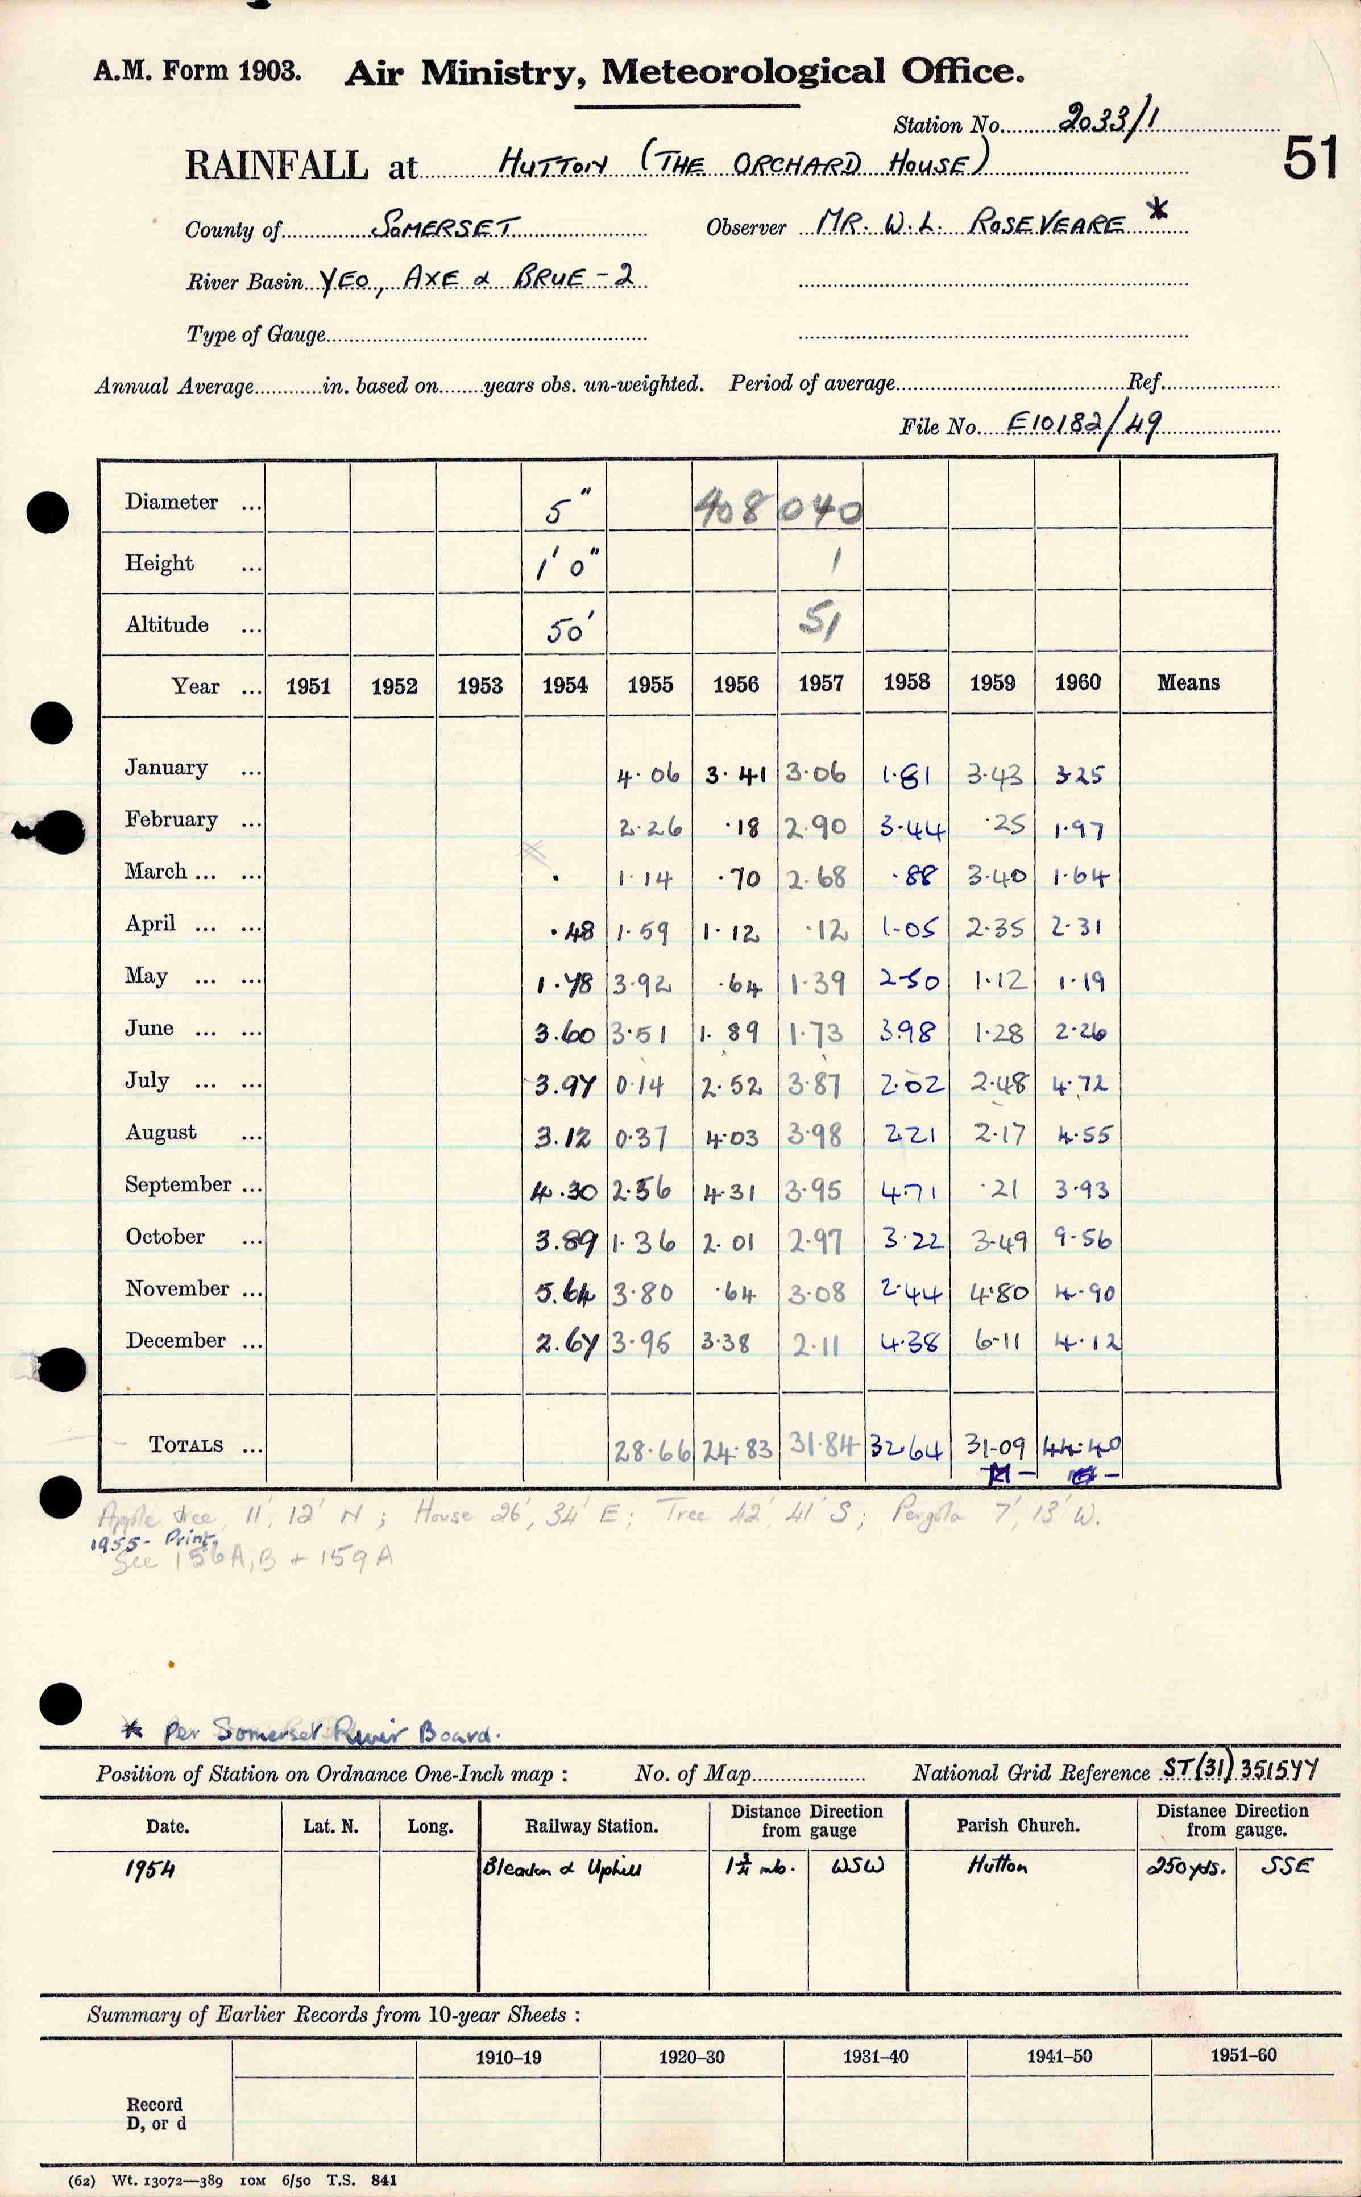 A.M. Form 1903. Air Ministry, Meteorological Office.
Station No. 2033/1
51
RAINFALL at HUTTON (THE ORCHARD HOUSE)
County of SOMERSET Observer MR. W.L. ROSEVEARE *
River Basin YEO, AXE & BRUE - 2
Type of Gauge
Annual Average in. based on years obs. un-weighted. Period of average Ref.
File No. E10182/49
Diameter ... 5" 408 040
Height ... 1' 0" 1
Altitude ... 50' 51
Year ... 1951 1952 1953 1954 1955 1956 1957 1958 1959 1960 Means
January ... 4.06 3.41 3.06 1.81 3.43 3.25
February ... 2.26 .18 2.90 3.44 .25 1.97
March ... ... . 1.14 .70 2.68 .88 3.40 1.64
April ... ... .48 1.59 1.12 .12 1.05 2.35 2.31
May ... ... 1.78 3.92 .64 1.39 2.50 1.12 1.19
June ... ... 3.60 3.51 1.89 1.73 3.98 1.28 2.26
July ... ... 3.97 0.14 2.52 3.87 2.02 2.48 4.72
August ... 3.12 0.37 4.03 3.98 2.21 2.17 4.55
September ... 4.30 2.56 4.31 3.95 4.71 .21 3.93
October ... 3.89 1.36 2.01 2.97 3.22 3.49 9.56
November ... 5.64 3.80 .64 3.08 2.44 4.80 4.90
December ... 2.67 3.95 3.38 2.11 4.38 6.11 4.12
TOTALS ... 28.66 24.83 31.84 32.64 31.09 44.40
Apple tree 11', 12' N; House 26', 34' E; Tree 42', 41' S; Pergola 7', 13' W.
1955- Print.
See 156A, B + 159A
* Per Somerset River Board.
Position of Station on Ordnance One-Inch map : No. of Map National Grid Reference ST(31)351577
Date. Lat. N. Long. Railway Station. Distance Direction from gauge Parish Church. Distance Direction from gauge.
1954 Bleadon & Uphill 1¾ mls. WSW Hutton 250 yds. SSE
Summary of Earlier Records from 10-year Sheets :
1910–19 1920–30 1931–40 1941–50 1951–60
Record
D, or d
(62) Wt. 13072—389 10M 6/50 T.S. 841